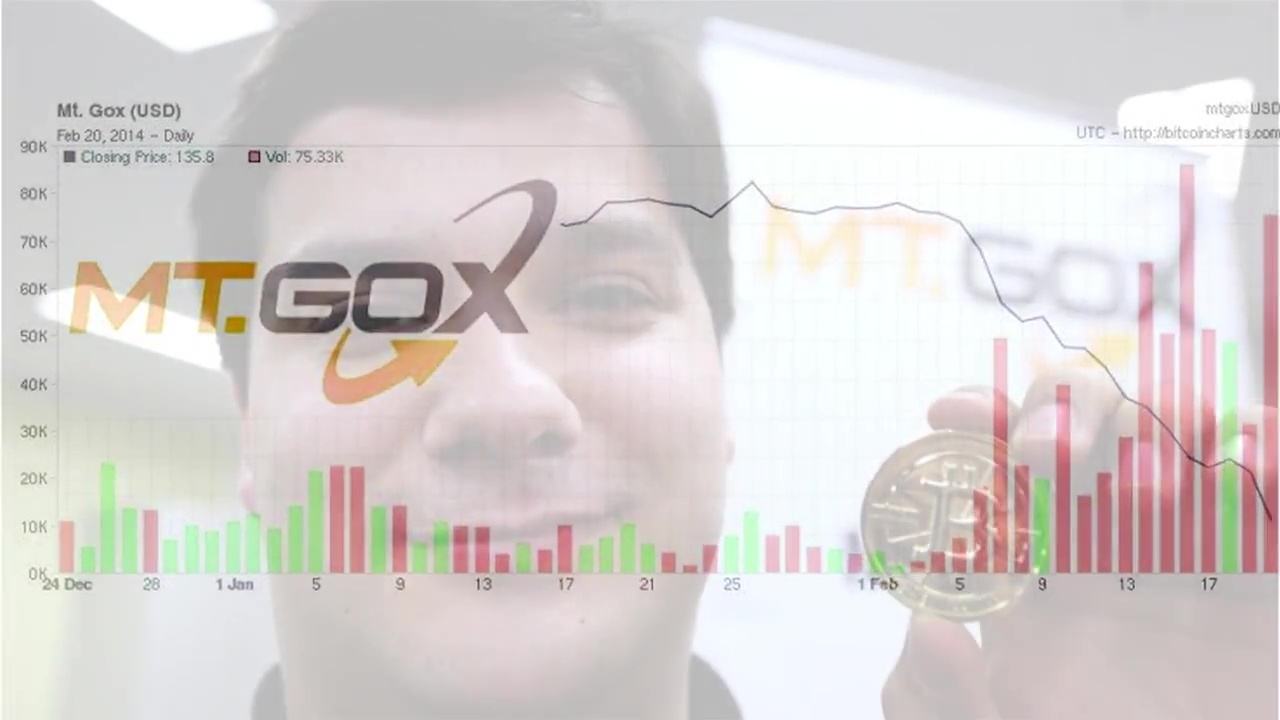 Mt. Gox (USD)
mtgoxUSD
Feb 20, 2014 - Daily
UTC - http://bitcoincharts.com
Closing Price: 135.8
Vol: 75.33K
90K
80K
70K
60K
50K
40K
30K
20K
10K
0K
MT.GOX
MT.GOX
24 Dec
28
1 Jan
5
9
13
17
21
25
1 Feb
5
9
13
17